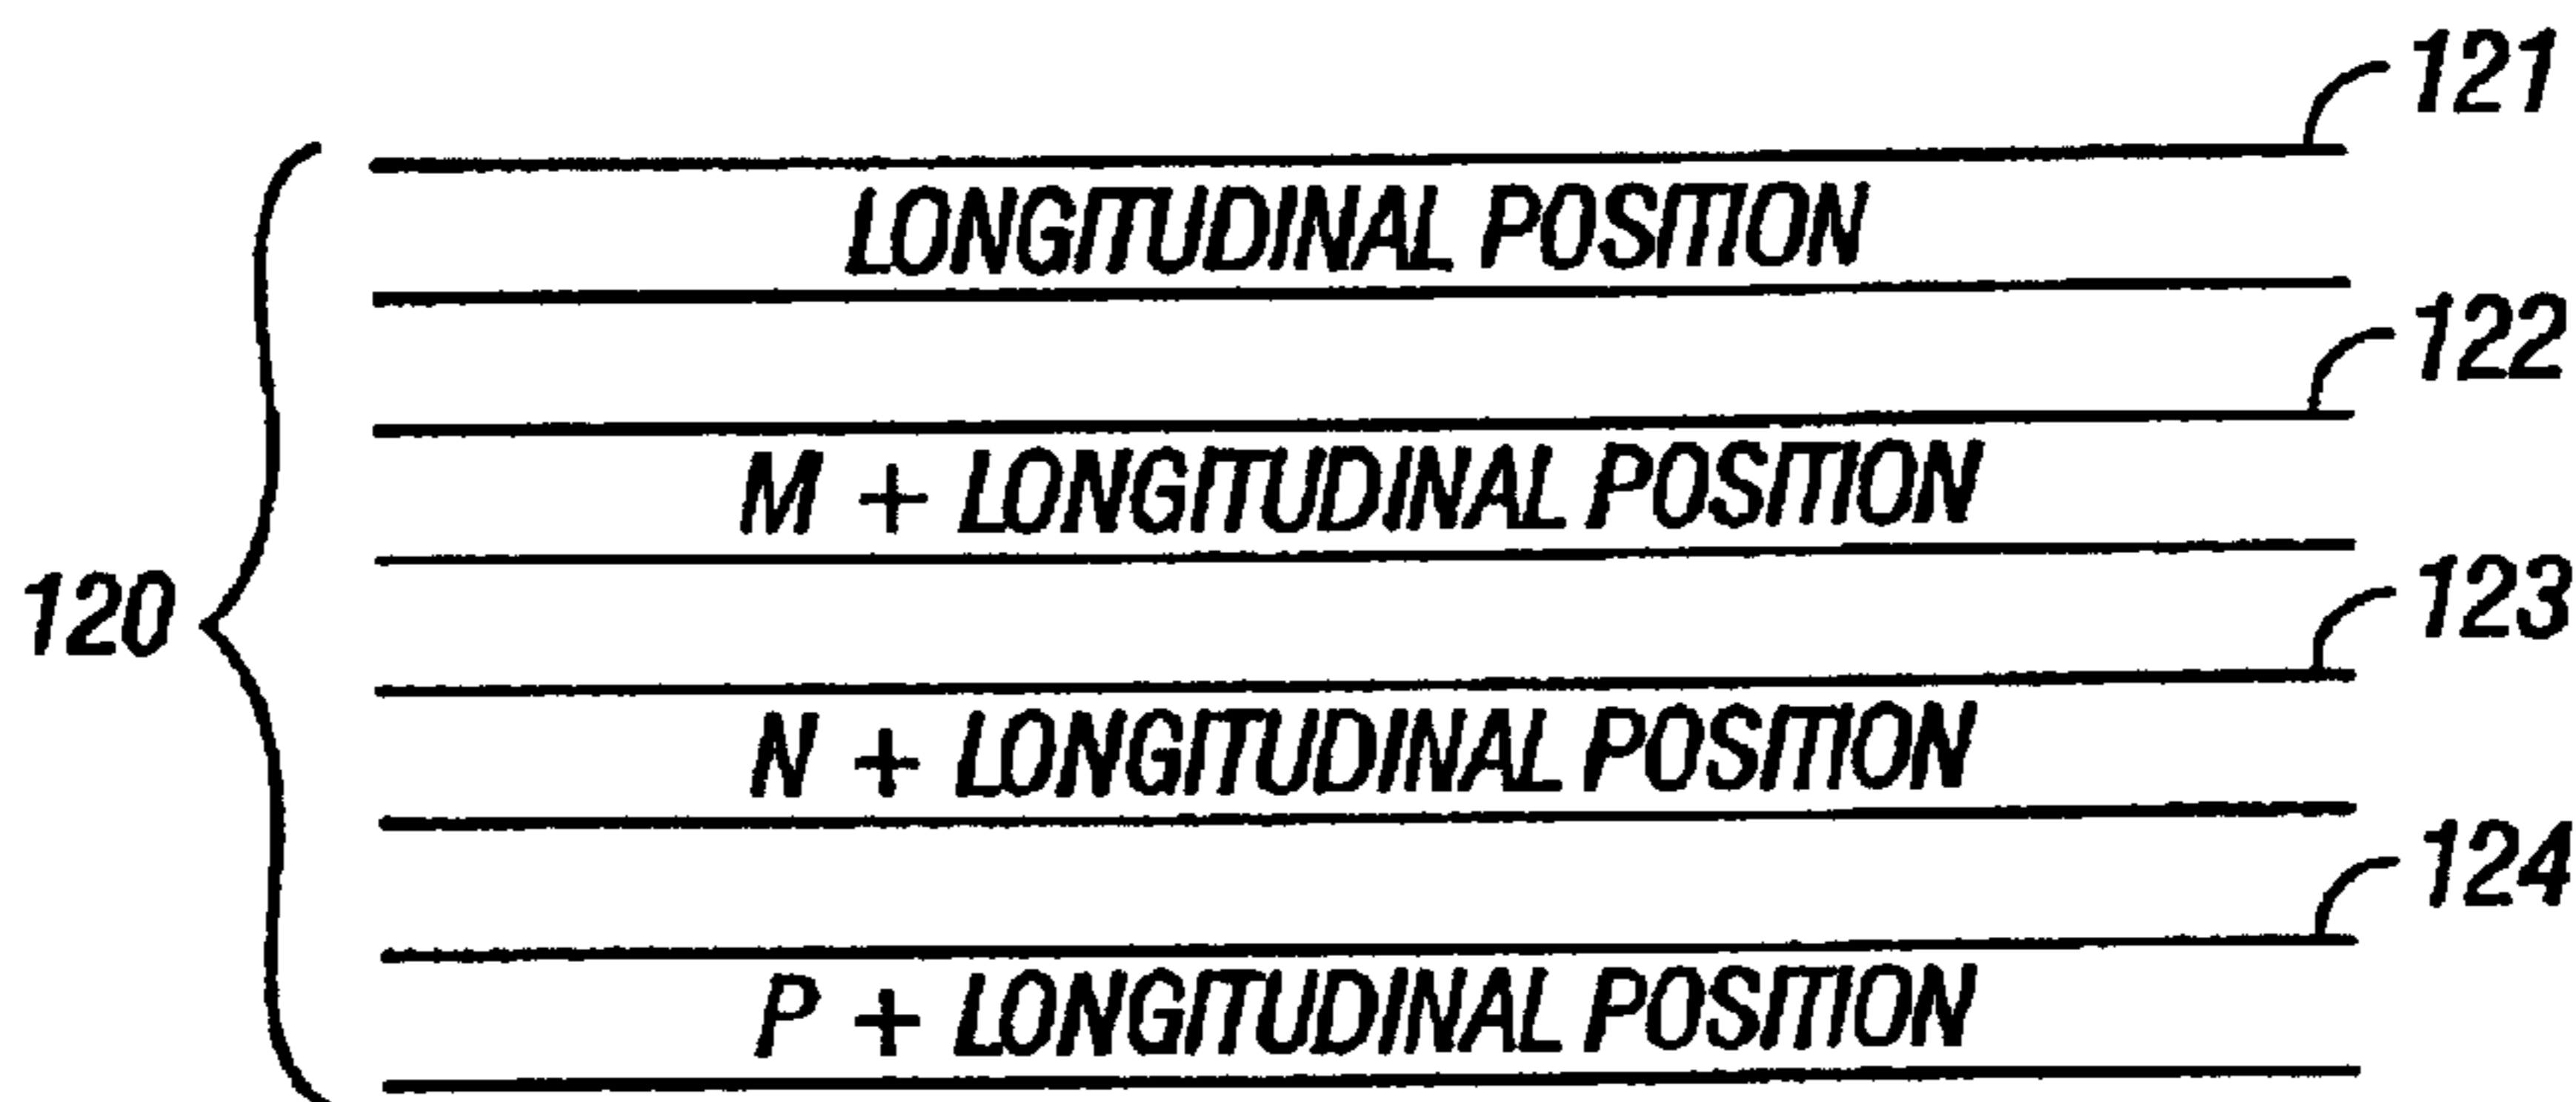 121
LONGITUDINAL POSITION
122
M + LONGITUDINAL POSITION
120
123
N + LONGITUDINAL POSITION
124
P + LONGITUDINAL POSITION